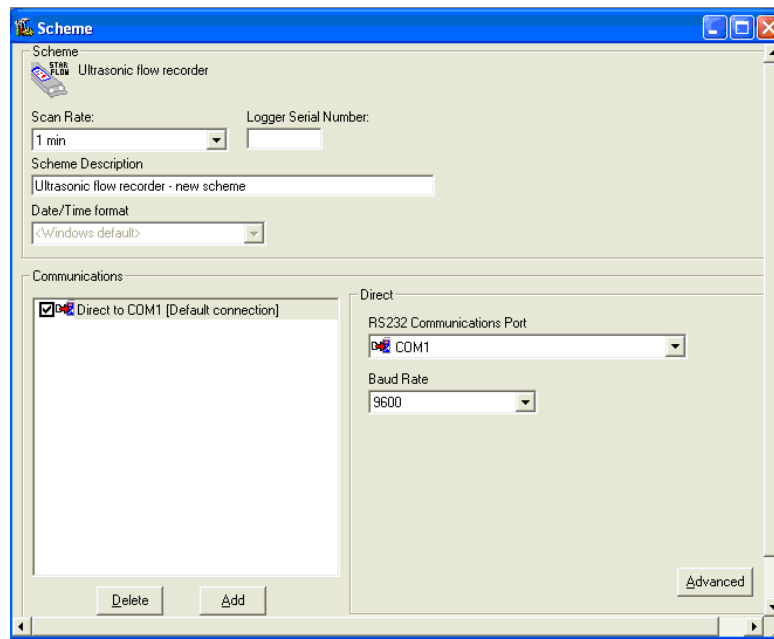 Scheme
Scheme
STAR
FLOW
Ultrasonic flow recorder
Scan Rate:
Logger Serial Number:
1 min
Scheme Description
Ultrasonic flow recorder - new scheme
Date/Time format
<Windows default>
Communications
Direct to COM1 [Default connection]
Direct
RS232 Communications Port
COM1
Baud Rate
9600
Advanced
Delete
Add